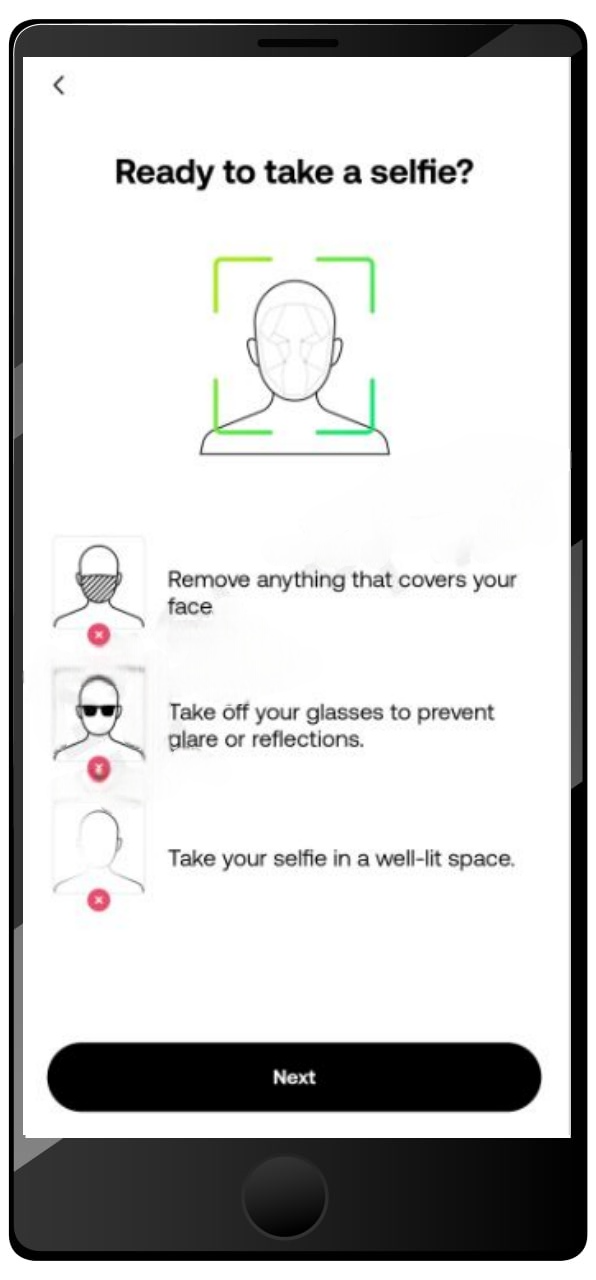 Ready to take a selfie?
Remove anything that covers your
face
Take off your glasses to prevent
glare or reflections.
Take your selfie in a well-lit space.
Next